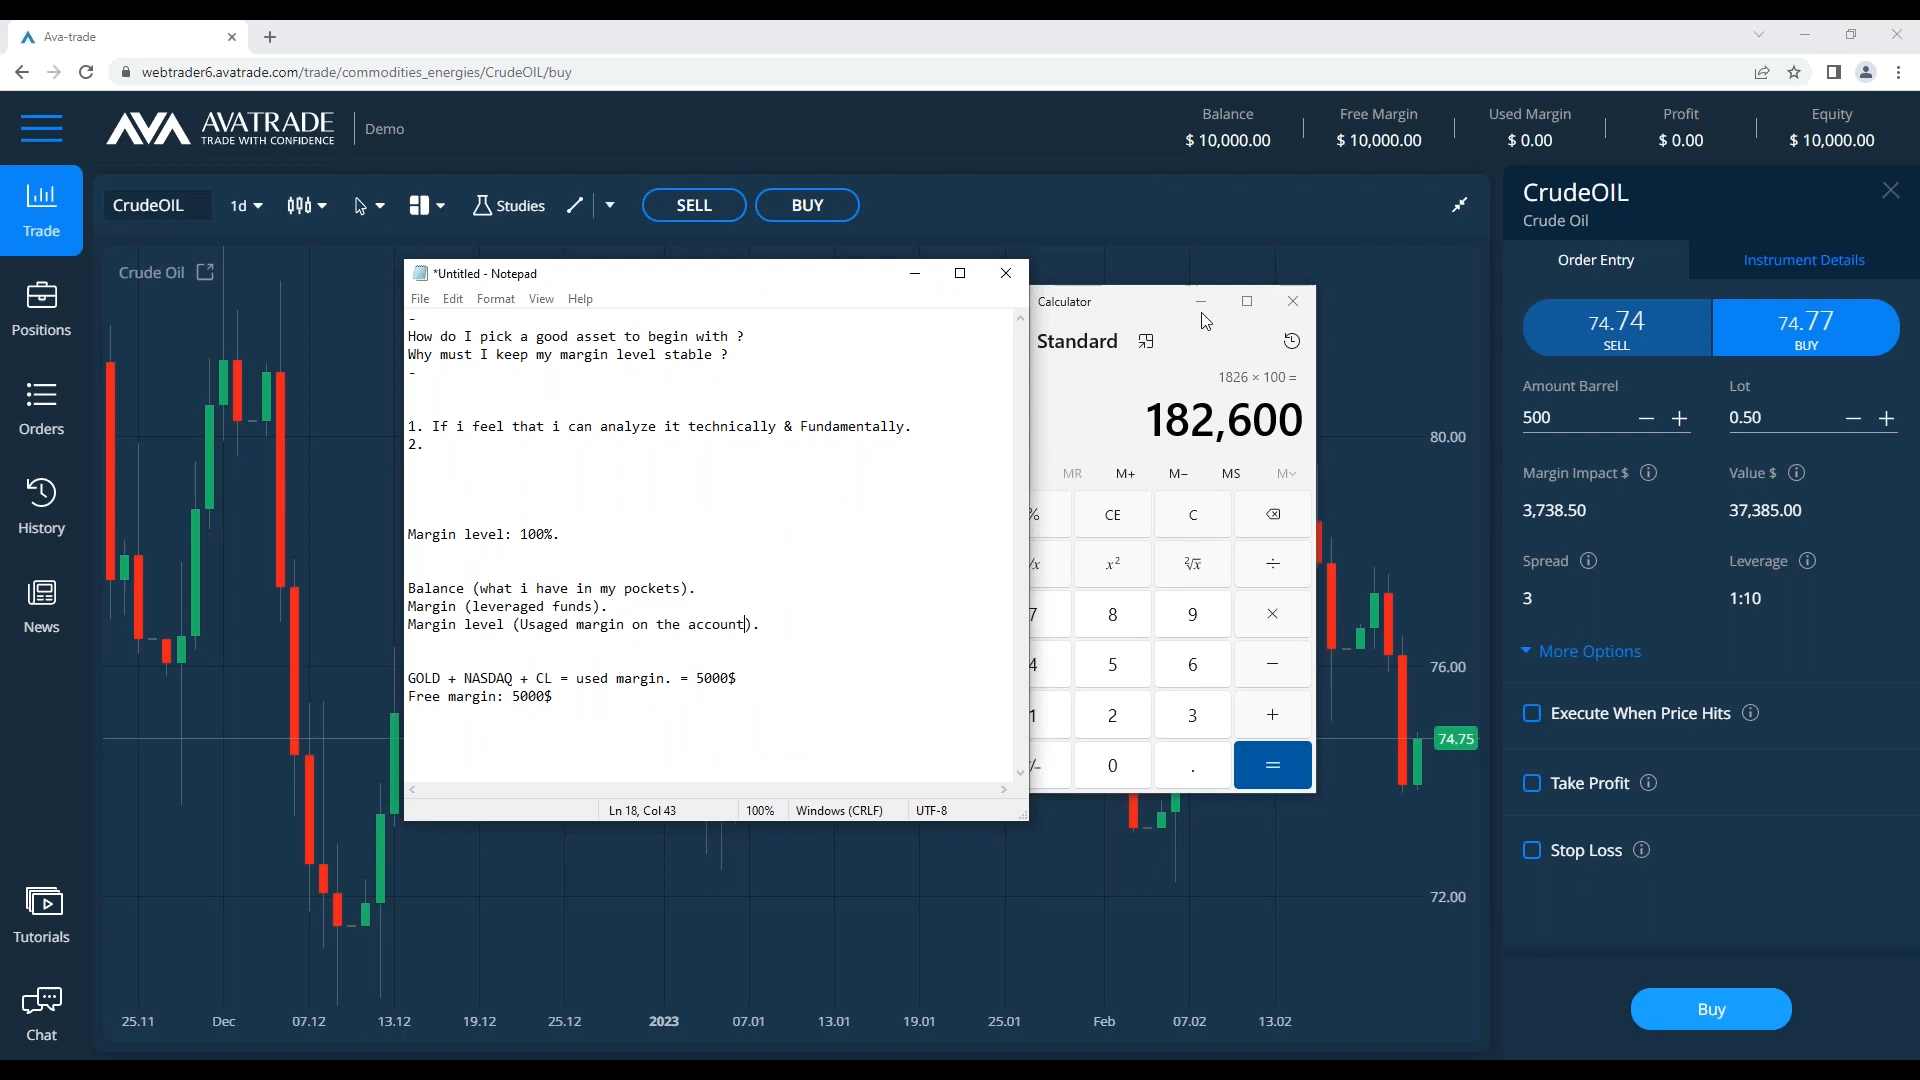 Ava-trade
webtrader6.avatrade.com/trade/commodities_energies/CrudeOIL/buy
AVA AVATRADE
TRADE WITH CONFIDENCE
Demo
Balance
$ 10,000.00
Free Margin
$ 10,000.00
Used Margin
$ 0.00
Profit
$ 0.00
Equity
$ 10,000.00
Trade
Positions
Orders
History
News
Tutorials
Chat
CrudeOIL
1d
Studies
SELL
BUY
Crude Oil
*Untitled - Notepad
File Edit Format View Help
-
How do I pick a good asset to begin with ?
Why must I keep my margin level stable ?
-
1. If i feel that i can analyze it technically & Fundamentally.
2.
Margin level: 100%.
Balance (what i have in my pockets).
Margin (leveraged funds).
Margin level (Usaged margin on the account).
GOLD + NASDAQ + CL = used margin. = 5000$
Free margin: 5000$
Ln 18, Col 43
100%
Windows (CRLF)
UTF-8
Calculator
Standard
1826 × 100 =
182,600
MR M+ M− MS M
% CE C
x x² ²√x ÷
7 8 9 ×
4 5 6 −
1 2 3 +
/− 0 . =
80.00
76.00
74.75
72.00
25.11 Dec 07.12 13.12 19.12 25.12 2023 07.01 13.01 19.01 25.01 Feb 07.02 13.02
CrudeOIL
Crude Oil
Order Entry
Instrument Details
74.74
SELL
74.77
BUY
Amount Barrel
500
Lot
0.50
Margin Impact $
3,738.50
Value $
37,385.00
Spread
3
Leverage
1:10
More Options
Execute When Price Hits
Take Profit
Stop Loss
Buy